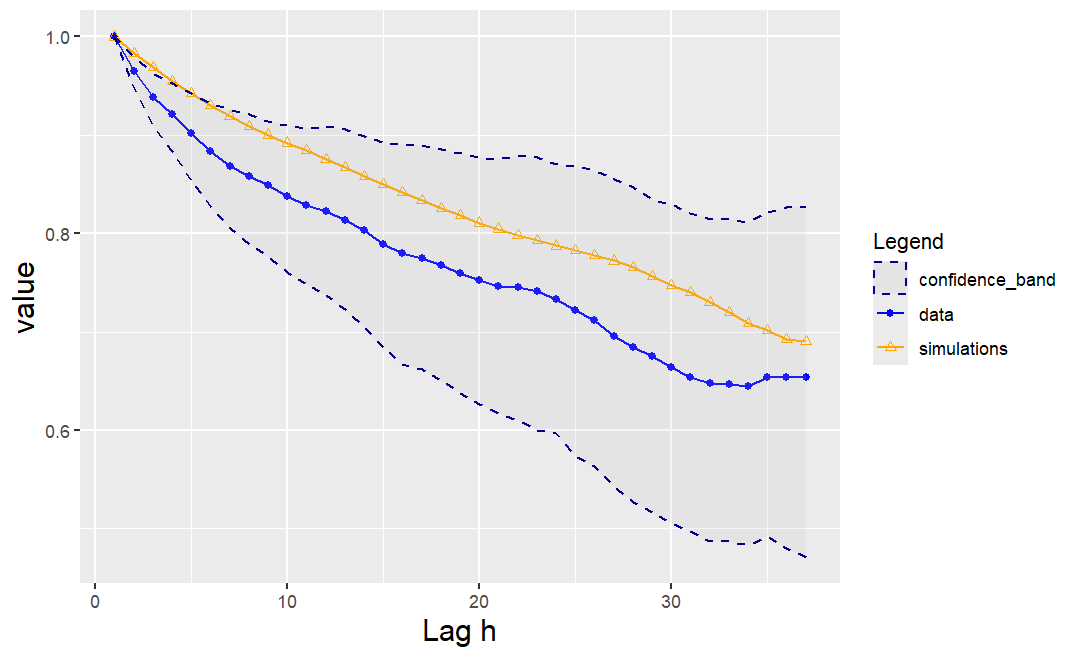 1.0
0.8
0.6
value
0
10
20
30
Lag h
Legend
confidence_band
data
simulations